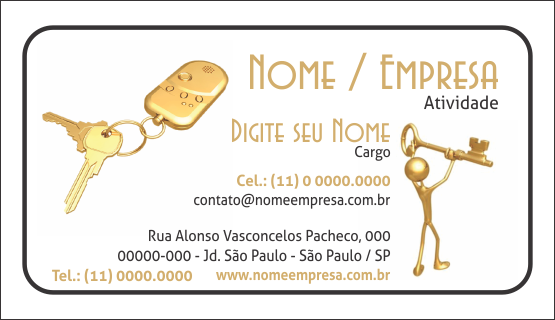 Nome / Empresa
Atividade
Digite seu Nome
Cargo
Cel.: (11) 0 0000.0000
contato@nomeempresa.com.br
Rua Alonso Vasconcelos Pacheco, 000
00000-000 - Jd. São Paulo - São Paulo / SP
Tel.: (11) 0000.0000 www.nomeempresa.com.br